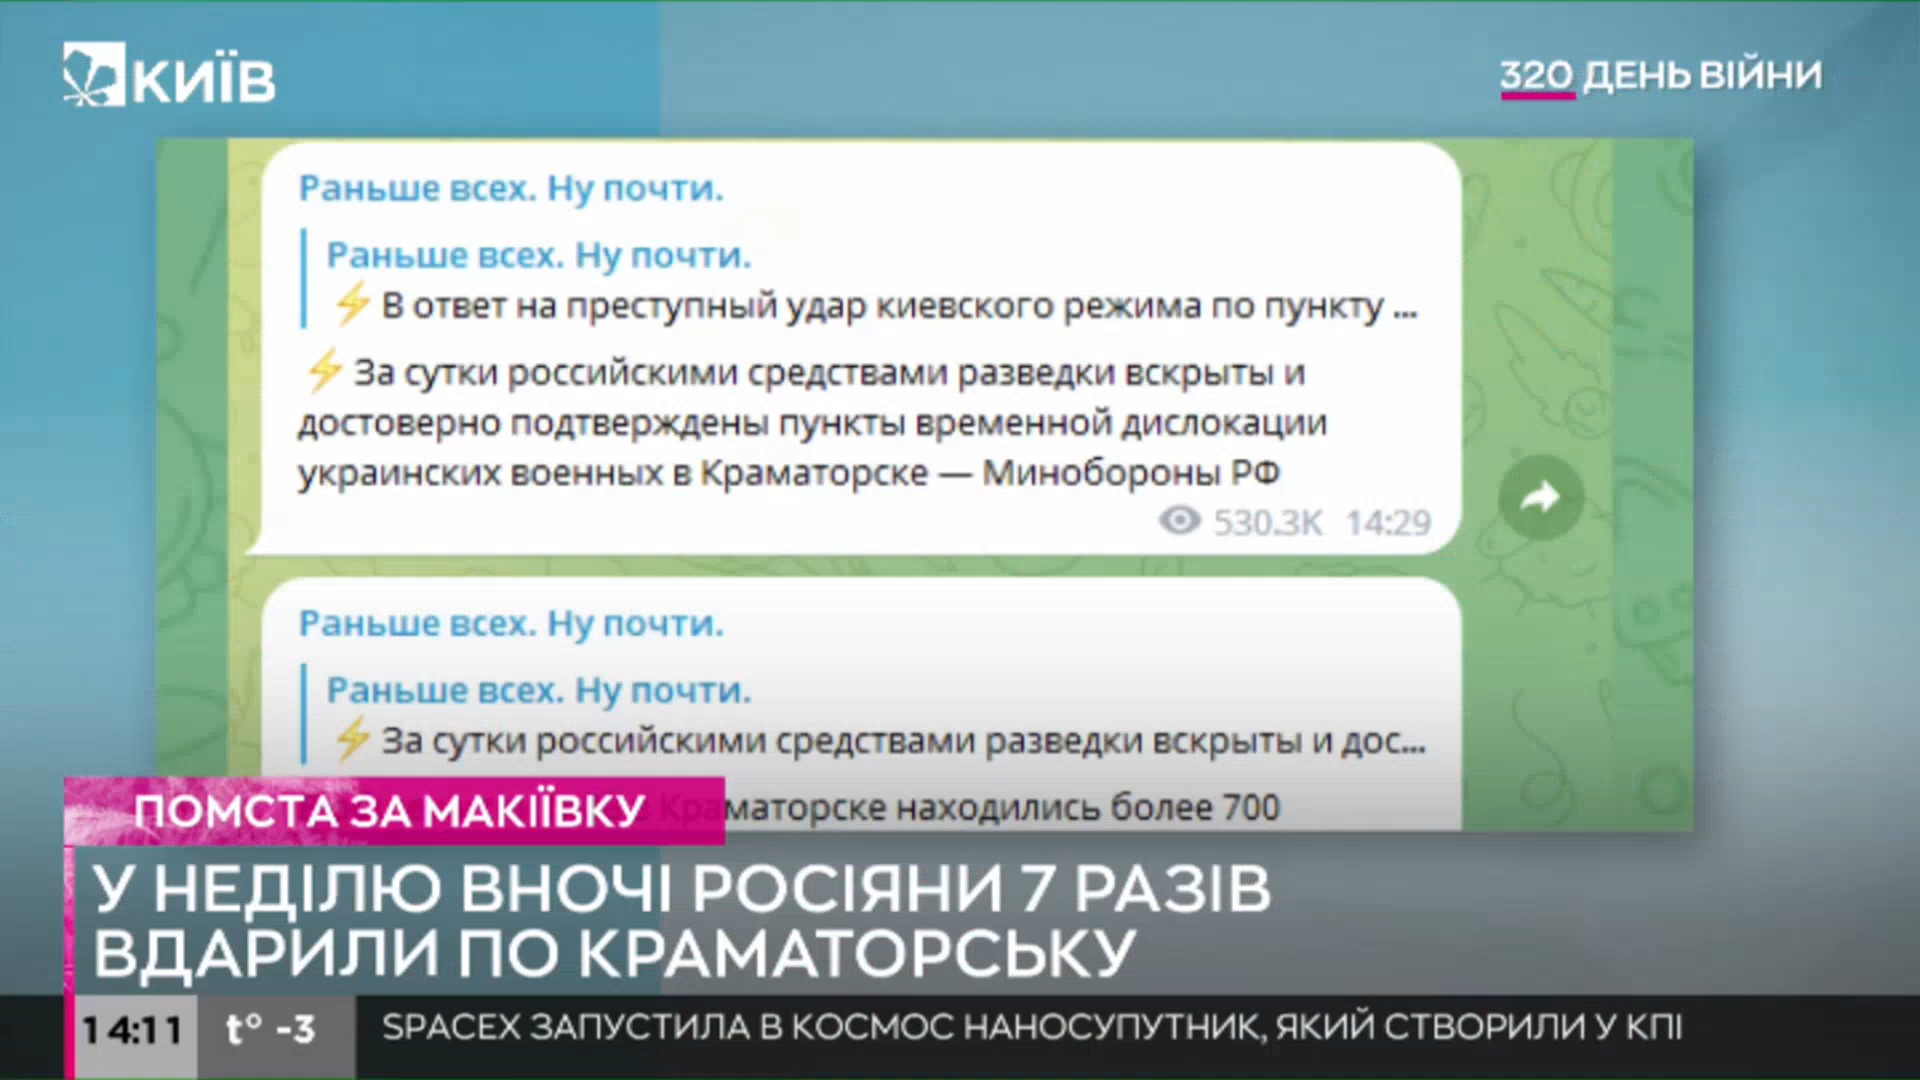 КИЇВ
320 ДЕНЬ ВІЙНИ
Раньше всех. Ну почти.
Раньше всех. Ну почти.
⚡ В ответ на преступный удар киевского режима по пункту ...
⚡ За сутки российскими средствами разведки вскрыты и
достоверно подтверждены пункты временной дислокации
украинских военных в Краматорске — Минобороны РФ
530.3K 14:29
Раньше всех. Ну почти.
Раньше всех. Ну почти.
⚡ За сутки российскими средствами разведки вскрыты и дос...
Краматорске находились более 700
ПОМСТА ЗА МАКІЇВКУ
У НЕДІЛЮ ВНОЧІ РОСІЯНИ 7 РАЗІВ
ВДАРИЛИ ПО КРАМАТОРСЬКУ
14:11 t° -3 SPACEX ЗАПУСТИЛА В КОСМОС НАНОСУПУТНИК, ЯКИЙ СТВОРИЛИ У КПІ